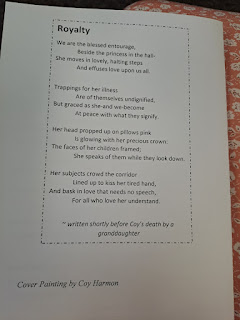 Royalty
We are the blessed entourage,
Beside the princess in the hall.
She moves in lovely, halting steps
And effuses love upon us all.
Trappings for her illness
Are of themselves undignified.
But graced as she-and we-become
At peace with what they signify.
Her head propped up on pillows pink
Is glowing with her precious crown:
The faces of her children framed;
She speaks of them while they look down.
Her subjects crowd the corridor
Lined up to kiss her tired hand,
And bask in love that needs no speech,
For all who love her understand.
~ written shortly before Coy's death by a
granddaughter
Cover Painting by Coy Harmon